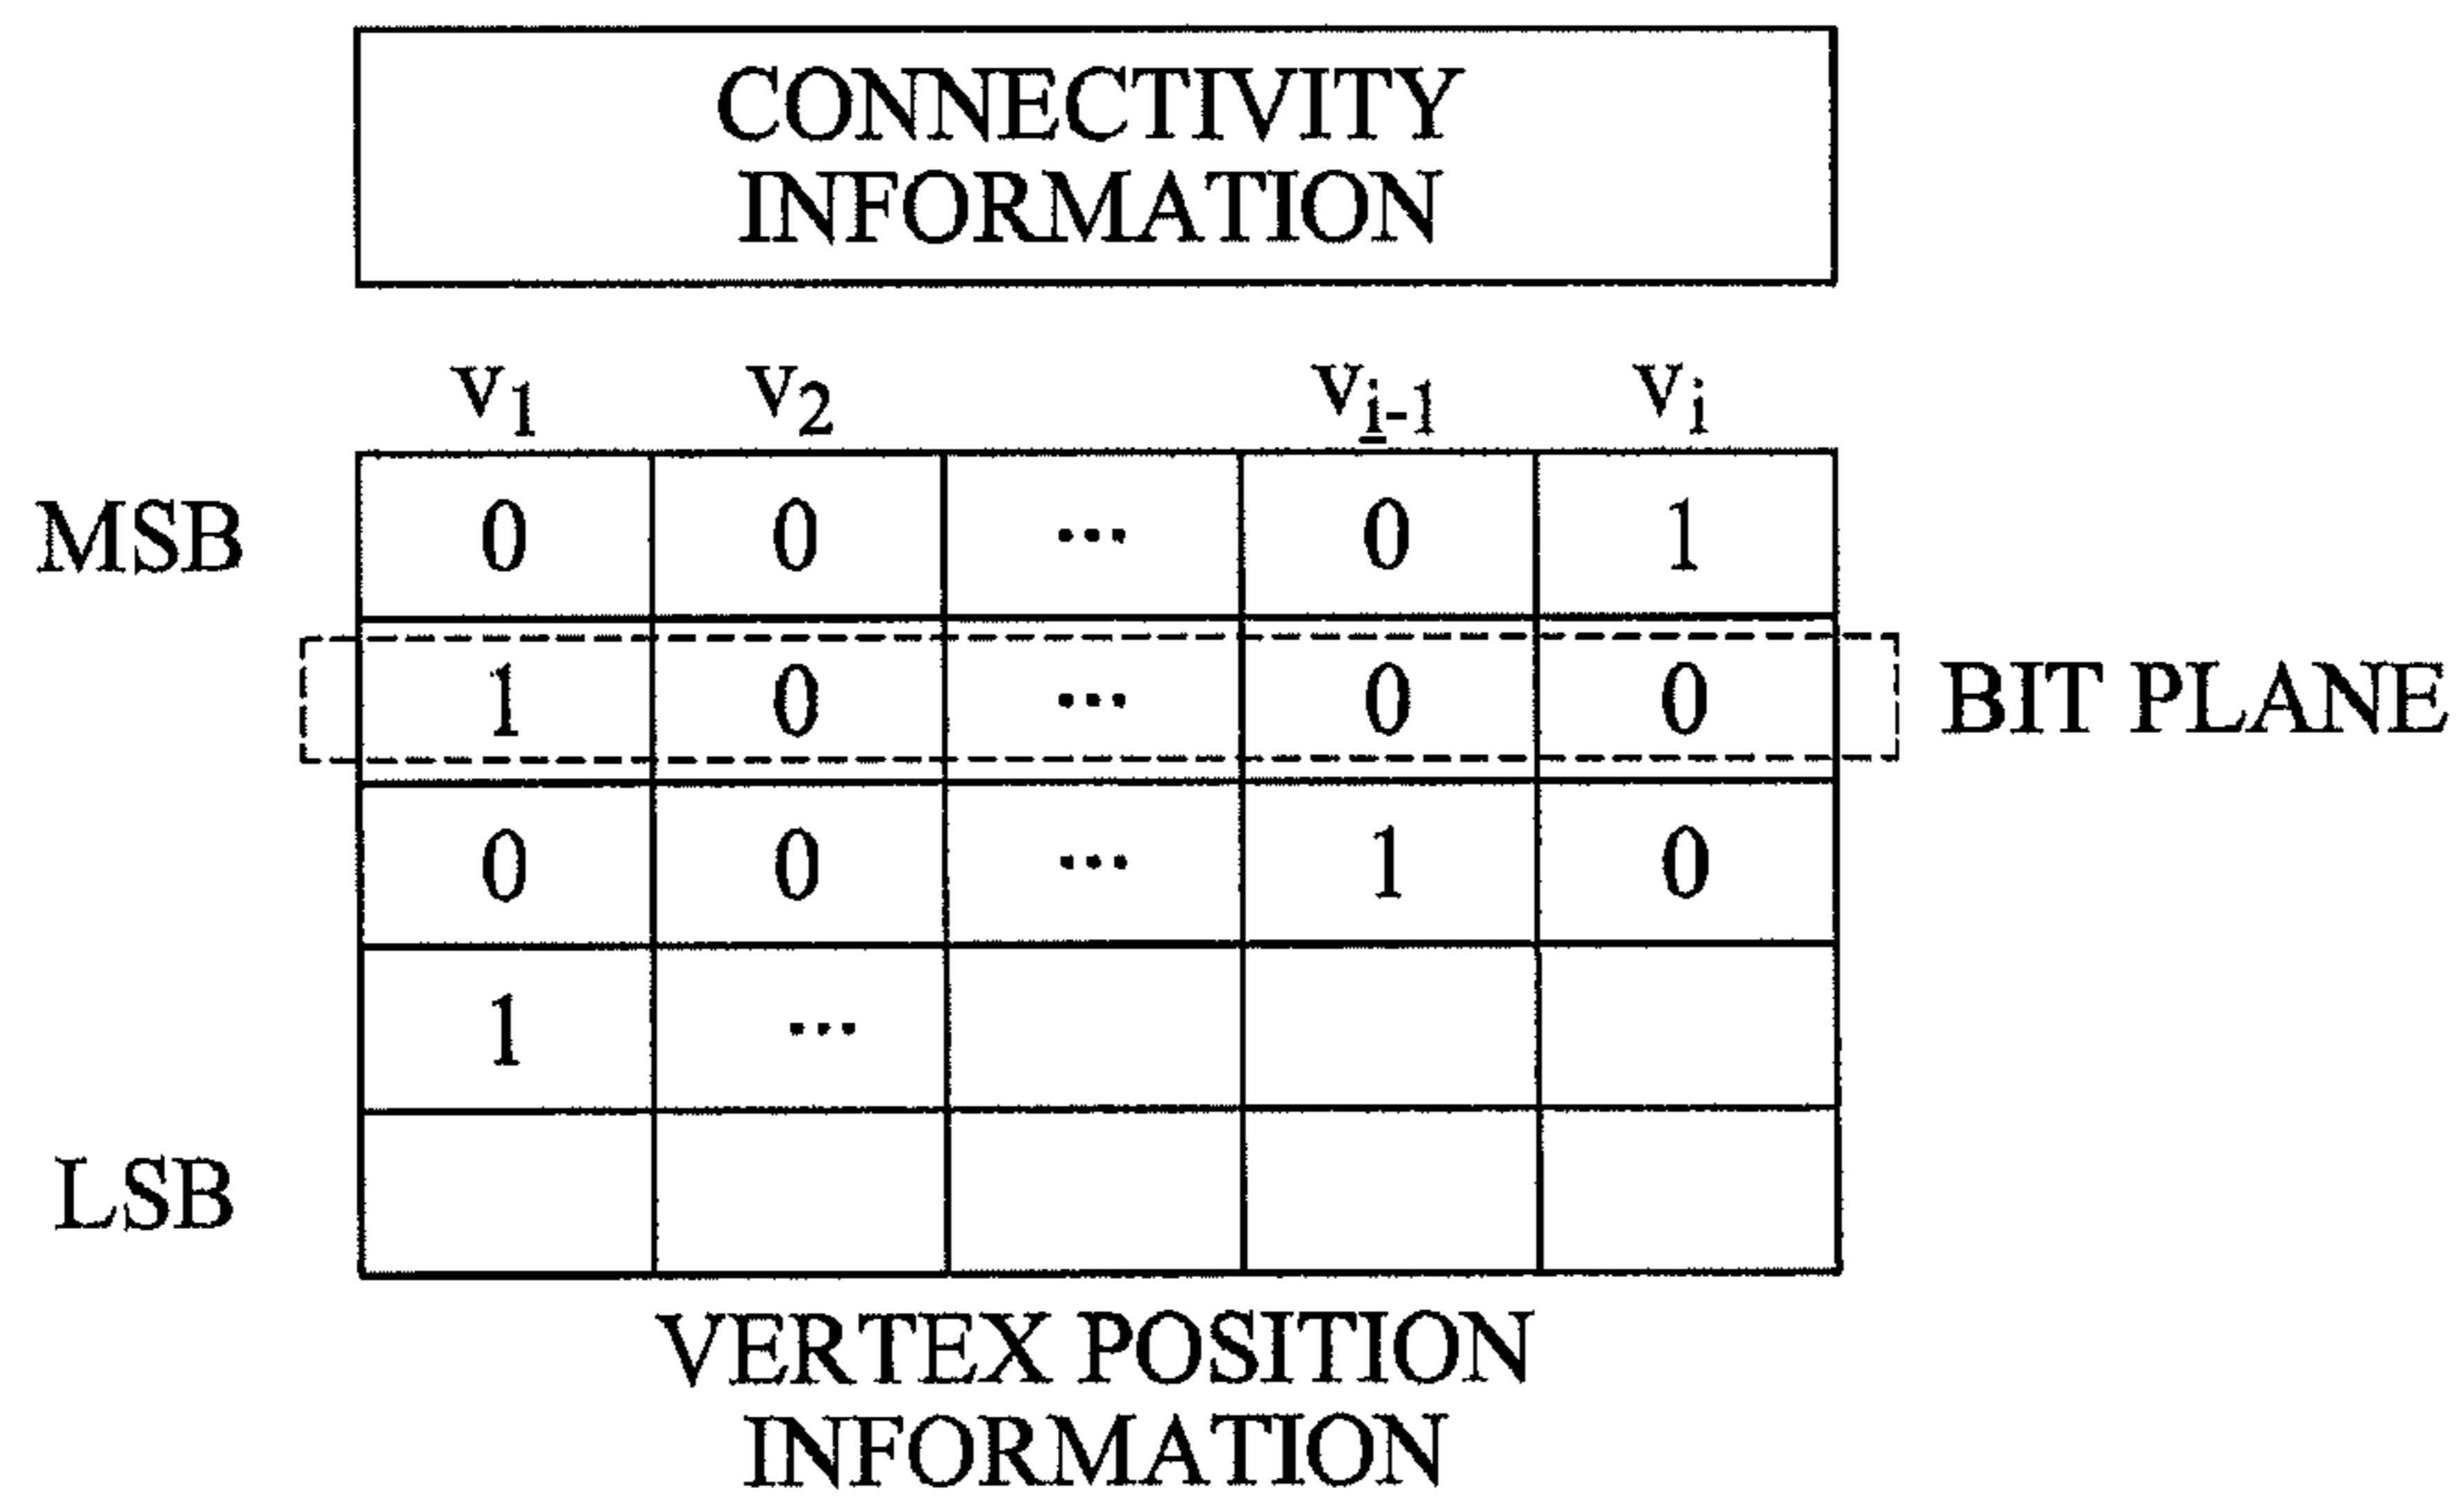 CONNECTIVITY
INFORMATION
v1 v2 vi-1 vi
MSB 0 0 ... 0 1
1 0 ... 0 0 BIT PLANE
0 0 ... 1 0
1 ...
LSB
VERTEX POSITION
INFORMATION